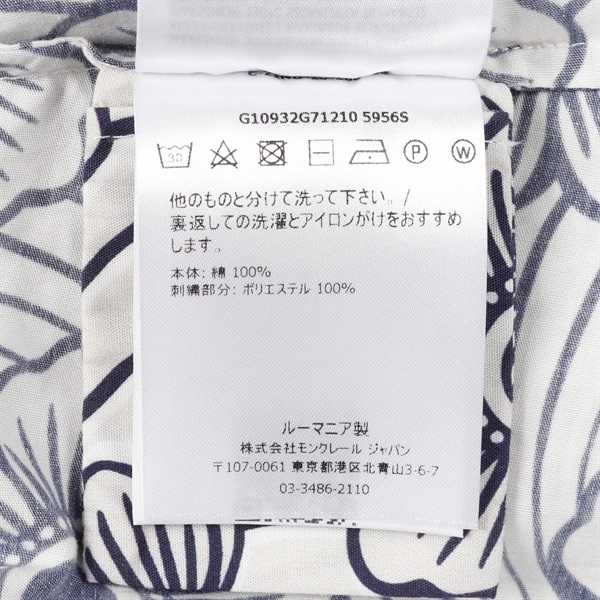 G10932G71210 5956S
30 P W
他のものと分けて洗って下さい。/
裏返しての洗濯とアイロンがけをおすすめ
します。
本体: 綿 100%
刺繍部分: ポリエステル 100%
ルーマニア製
株式会社モンクレール ジャパン
〒107-0061 東京都港区北青山3-6-7
03-3486-2110